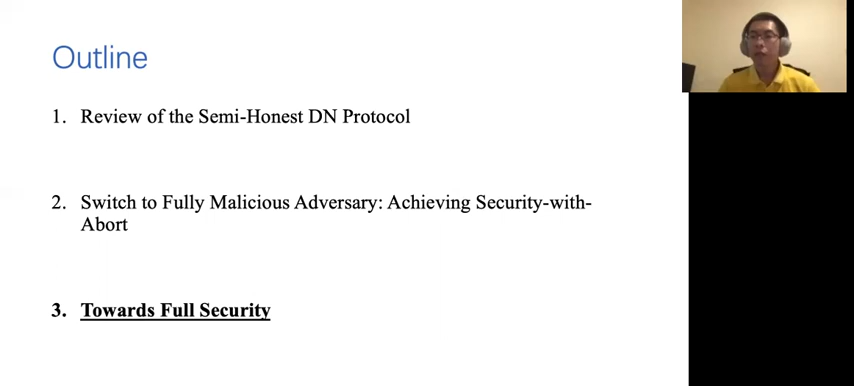 Outline
1. Review of the Semi-Honest DN Protocol
2. Switch to Fully Malicious Adversary: Achieving Security-with-
Abort
3. Towards Full Security